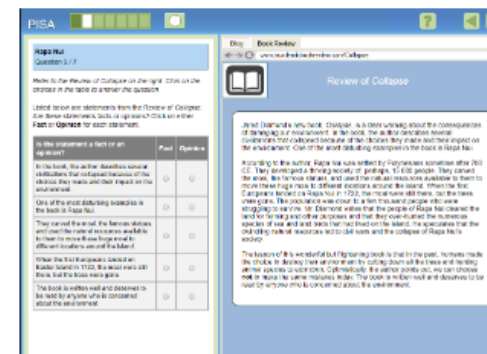 PISA
?
Rapa Nui
Question 3 / 7
Refer to the Review of Collapse on the right. Click on the
choices in the table to answer the question.
Listed below are statements from the Review of Collapse.
Are these statements facts or opinions? Click on either
Fact or Opinion for each statement.
Is the statement a fact or an opinion?
Fact
Opinion
In the book, the author describes several
civilizations that collapsed because of the
choices they made and their impact on the
environment.
One of the most disturbing examples in
the book is Rapa Nui.
They carved the moai, the famous statues,
and used the natural resources available
to them to move these huge moai to
different locations around the island.
When the first Europeans landed on
Easter Island in 1722, the moai were still
there, but the trees were gone.
The book is written well and deserves to
be read by anyone who is concerned
about the environment.
Blog
Book Review
Review of Collapse
Jared Diamond's new book, Collapse, is a clear warning about the consequences
of damaging our environment. In the book, the author describes several
civilizations that collapsed because of the choices they made and their impact on
the environment. One of the most disturbing examples in the book is Rapa Nui.
According to the author, Rapa Nui was settled by Polynesians sometime after 700
CE. They developed a thriving society of, perhaps, 15 000 people. They carved
the moai, the famous statues, and used the natural resources available to them to
move these huge moai to different locations around the island. When the first
Europeans landed on Rapa Nui in 1722, the moai were still there, but the trees
were gone. The population was down to a few thousand people who were
struggling to survive. Mr. Diamond writes that the people of Rapa Nui cleared the
land for farming and other purposes and that they over-hunted the numerous
species of sea and land birds that had lived on the island. He speculates that the
dwindling natural resources led to civil wars and the collapse of Rapa Nui's
society.
The lesson of this wonderful but frightening book is that in the past, humans made
the choice to destroy their environment by cutting down all the trees and hunting
animal species to extinction. Optimistically, the author points out, we can choose
not to make the same mistakes today. The book is written well and deserves to be
read by anyone who is concerned about the environment.